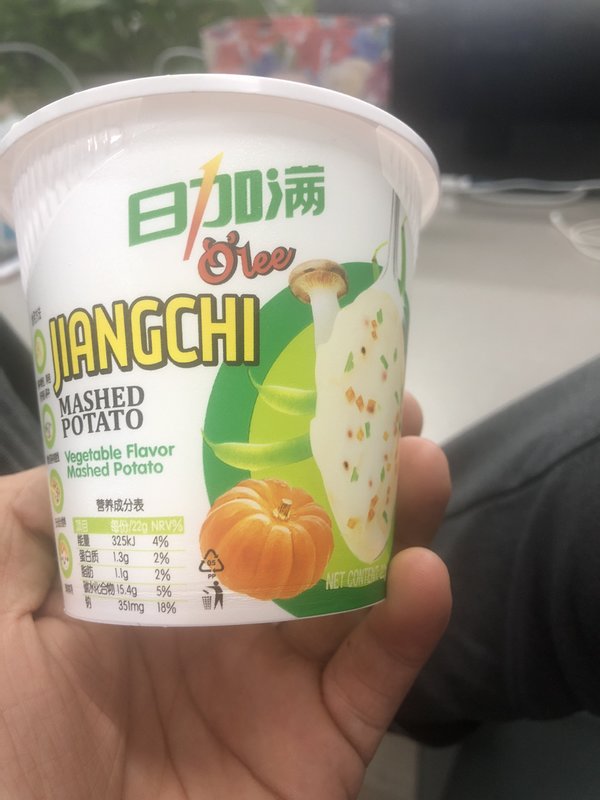 日加满
O'lee
JIANGCHI
MASHED
POTATO
Vegetable Flavor
Mashed Potato
营养成分表
项目 每份/22g NRV%
能量 325kJ 4%
蛋白质 1.3g 2%
脂肪 1.1g 2%
碳水化合物 15.4g 5%
钠 351mg 18%
05
PP
NET CONTENT